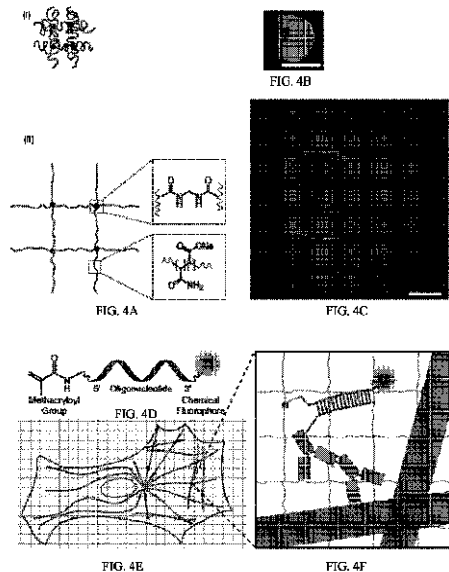 (i)
FIG. 4B
(ii)
O O
N H N H
O ONa
O NH₂
FIG. 4A
FIG. 4C
O
N
H
5' Oligonucleotide 3'
Methacryloyl
Group
Chemical
Fluorophore
FIG. 4D
FIG. 4E
FIG. 4F